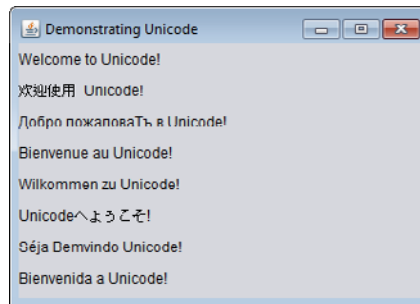 Demonstrating Unicode
Welcome to Unicode!
欢迎使用 Unicode!
Добро пожаловаТъ в Unicode!
Bienvenue au Unicode!
Wilkommen zu Unicode!
Unicodeへようこそ!
Séja Bemvindo Unicode!
Bienvenida a Unicode!